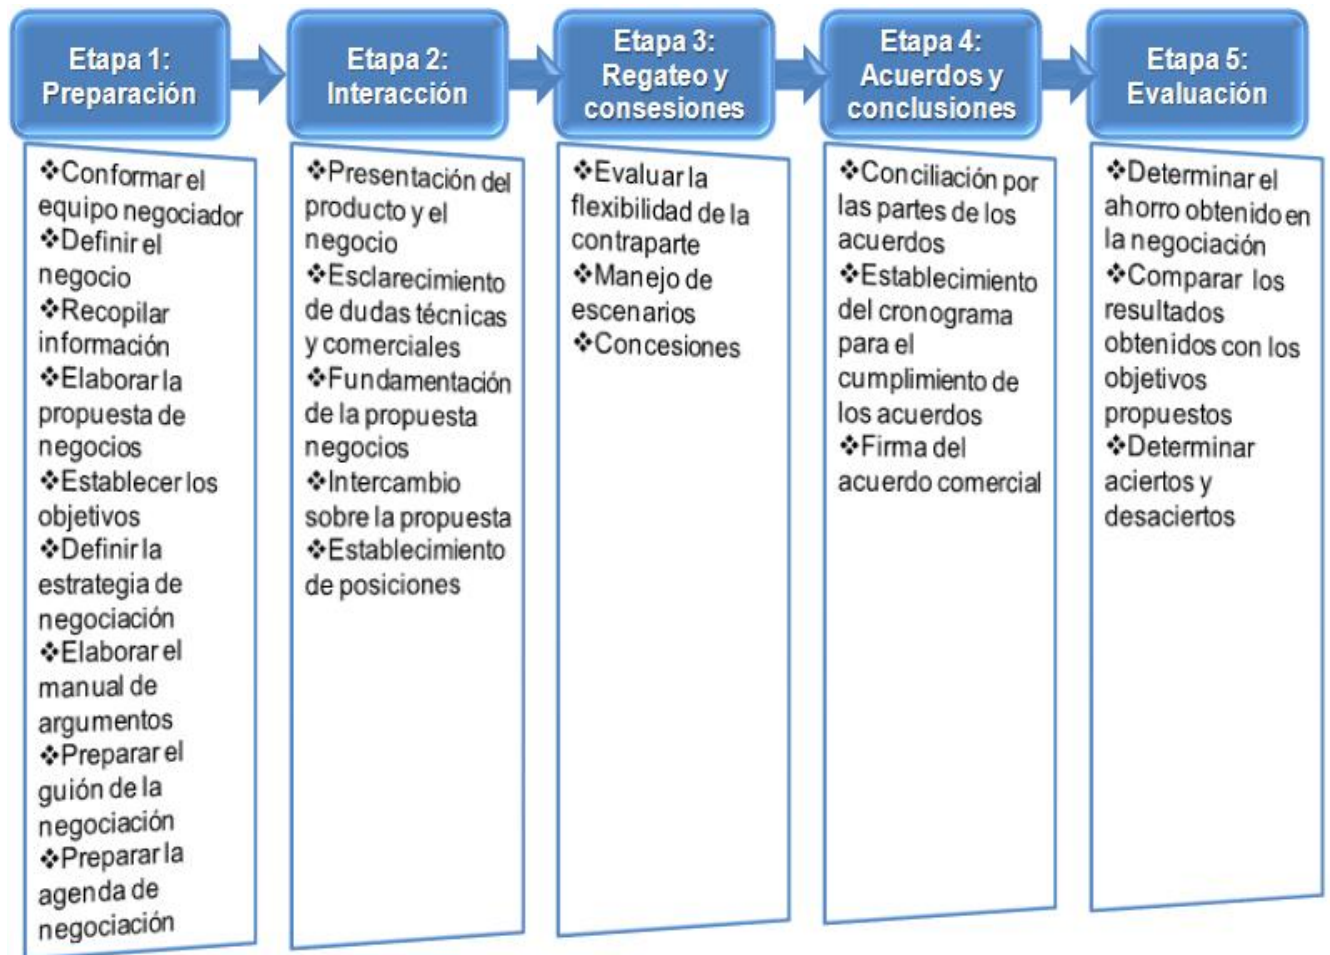 Etapa 1:
Preparación
Etapa 2:
Interacción
Etapa 3:
Regateo y
consesiones
Etapa 4:
Acuerdos y
conclusiones
Etapa 5:
Evaluación
❖Conformar el
equipo negociador
❖Definir el
negocio
❖Recopilar
información
❖Elaborar la
propuesta de
negocios
❖Establecer los
objetivos
❖Definir la
estrategia de
negociación
❖Elaborar el
manual de
argumentos
❖Preparar el
guión de la
negociación
❖Preparar la
agenda de
negociación
❖Presentación del
producto y el
negocio
❖Esclarecimiento
de dudas técnicas
y comerciales
❖Fundamentación
de la propuesta
negocios
❖Intercambio
sobre la propuesta
❖Establecimiento
de posiciones
❖Evaluar la
flexibilidad de la
contraparte
❖Manejo de
escenarios
❖Concesiones
❖Conciliación por
las partes de los
acuerdos
❖Establecimiento
del cronograma
para el
cumplimiento de
los acuerdos
❖Firma del
acuerdo comercial
❖Determinar el
ahorro obtenido en
la negociación
❖Comparar los
resultados
obtenidos con los
objetivos
propuestos
❖Determinar
aciertos y
desaciertos